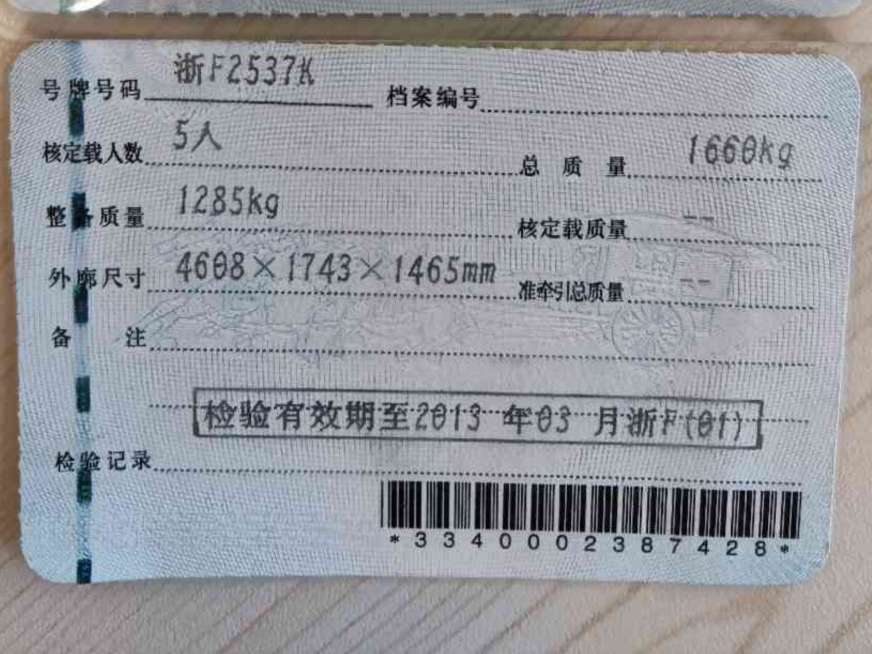 号牌号码 浙F2537K 档案编号
核定载人数 5人 总质量 1660kg
整备质量 1285kg 核定载质量 --
外廓尺寸 4608×1743×1465mm 准牵引总质量 --
备注
检验有效期至2013年03月浙F(01)
检验记录
*3340002387428*